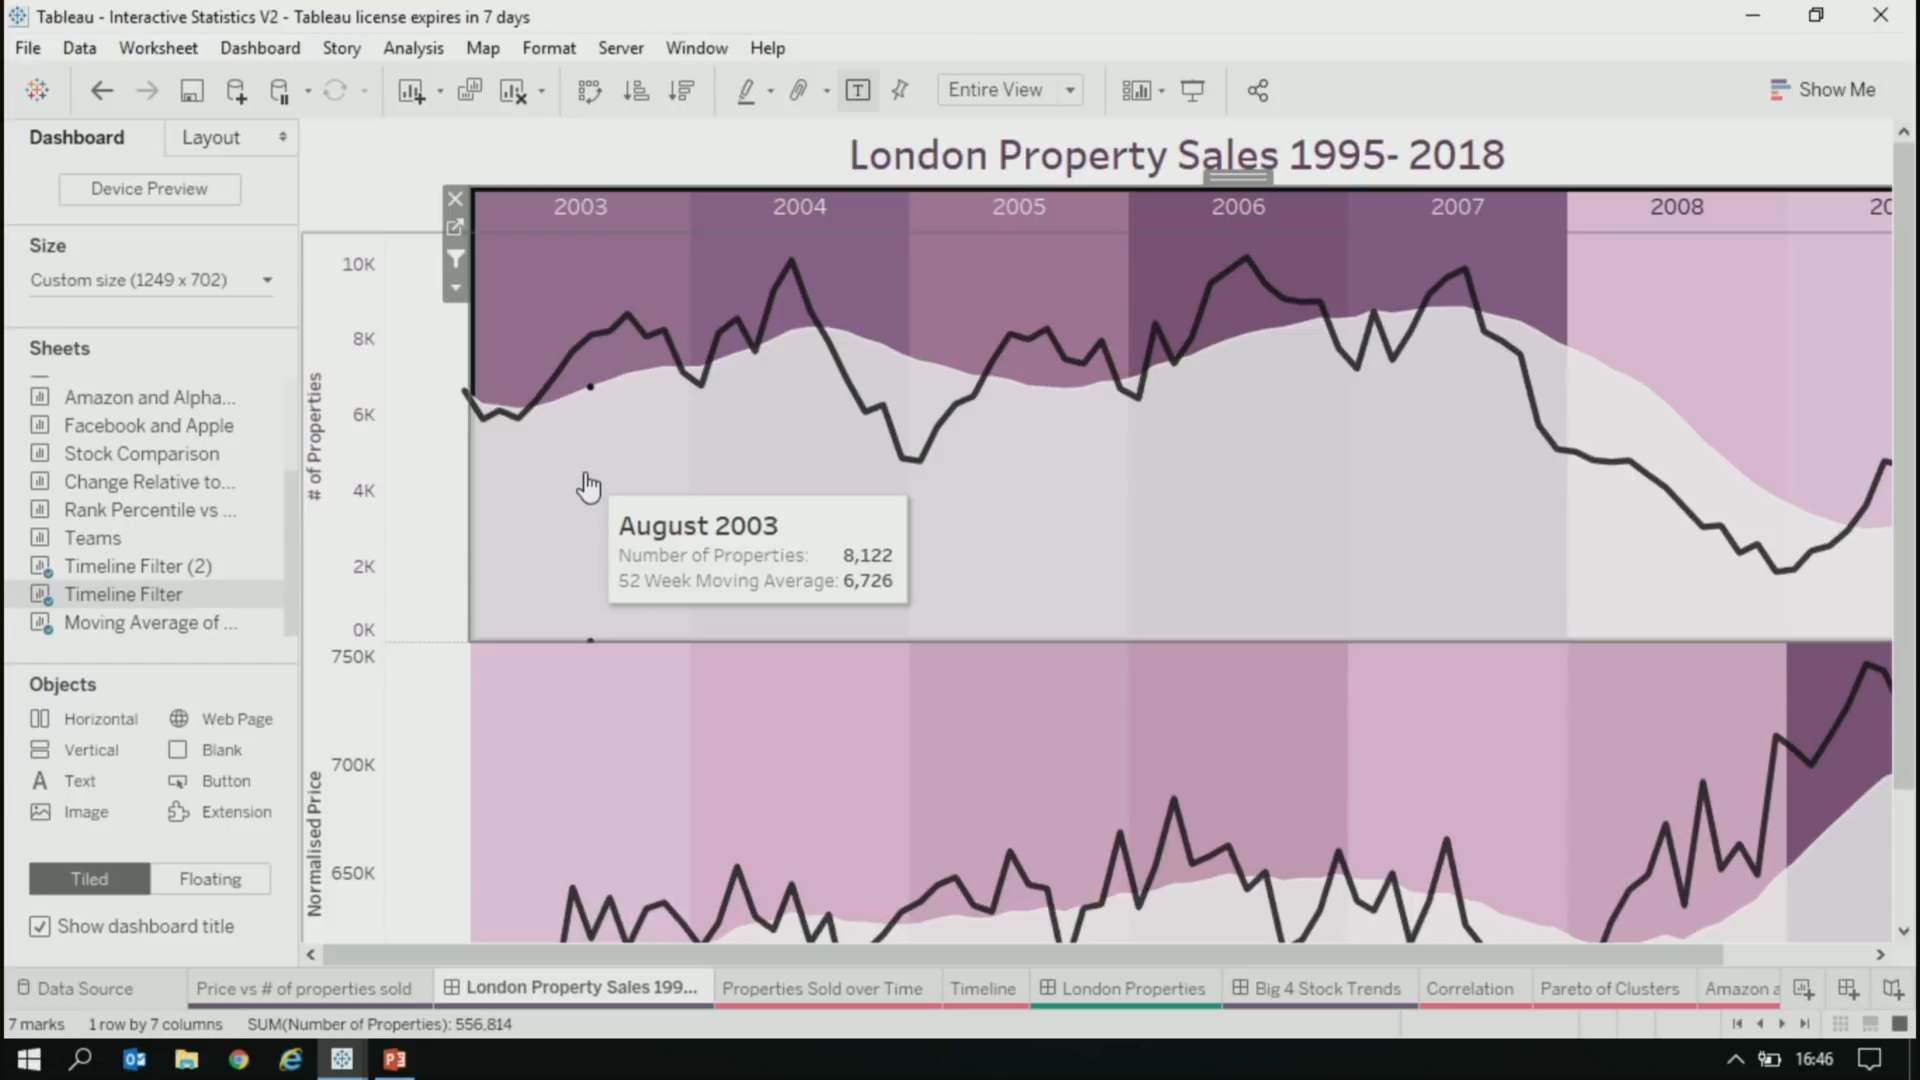 Tableau - Interactive Statistics V2 - Tableau license expires in 7 days
File Data Worksheet Dashboard Story Analysis Map Format Server Window Help
Entire View
Show Me
Dashboard
Layout
Device Preview
Size
Custom size (1249 x 702)
Sheets
Amazon and Alpha...
Facebook and Apple
Stock Comparison
Change Relative to...
Rank Percentile vs ...
Teams
Timeline Filter (2)
Timeline Filter
Moving Average of ...
Objects
Horizontal Web Page
Vertical Blank
A Text Button
Image Extension
Tiled Floating
Show dashboard title
London Property Sales 1995- 2018
2003 2004 2005 2006 2007 2008 20
# of Properties
10K
8K
6K
4K
2K
0K
August 2003
Number of Properties: 8,122
52 Week Moving Average: 6,726
Normalised Price
750K
700K
650K
Data Source Price vs # of properties sold London Property Sales 199... Properties Sold over Time Timeline London Properties Big 4 Stock Trends Correlation Pareto of Clusters Amazon a
7 marks 1 row by 7 columns SUM(Number of Properties): 556,814
16:46